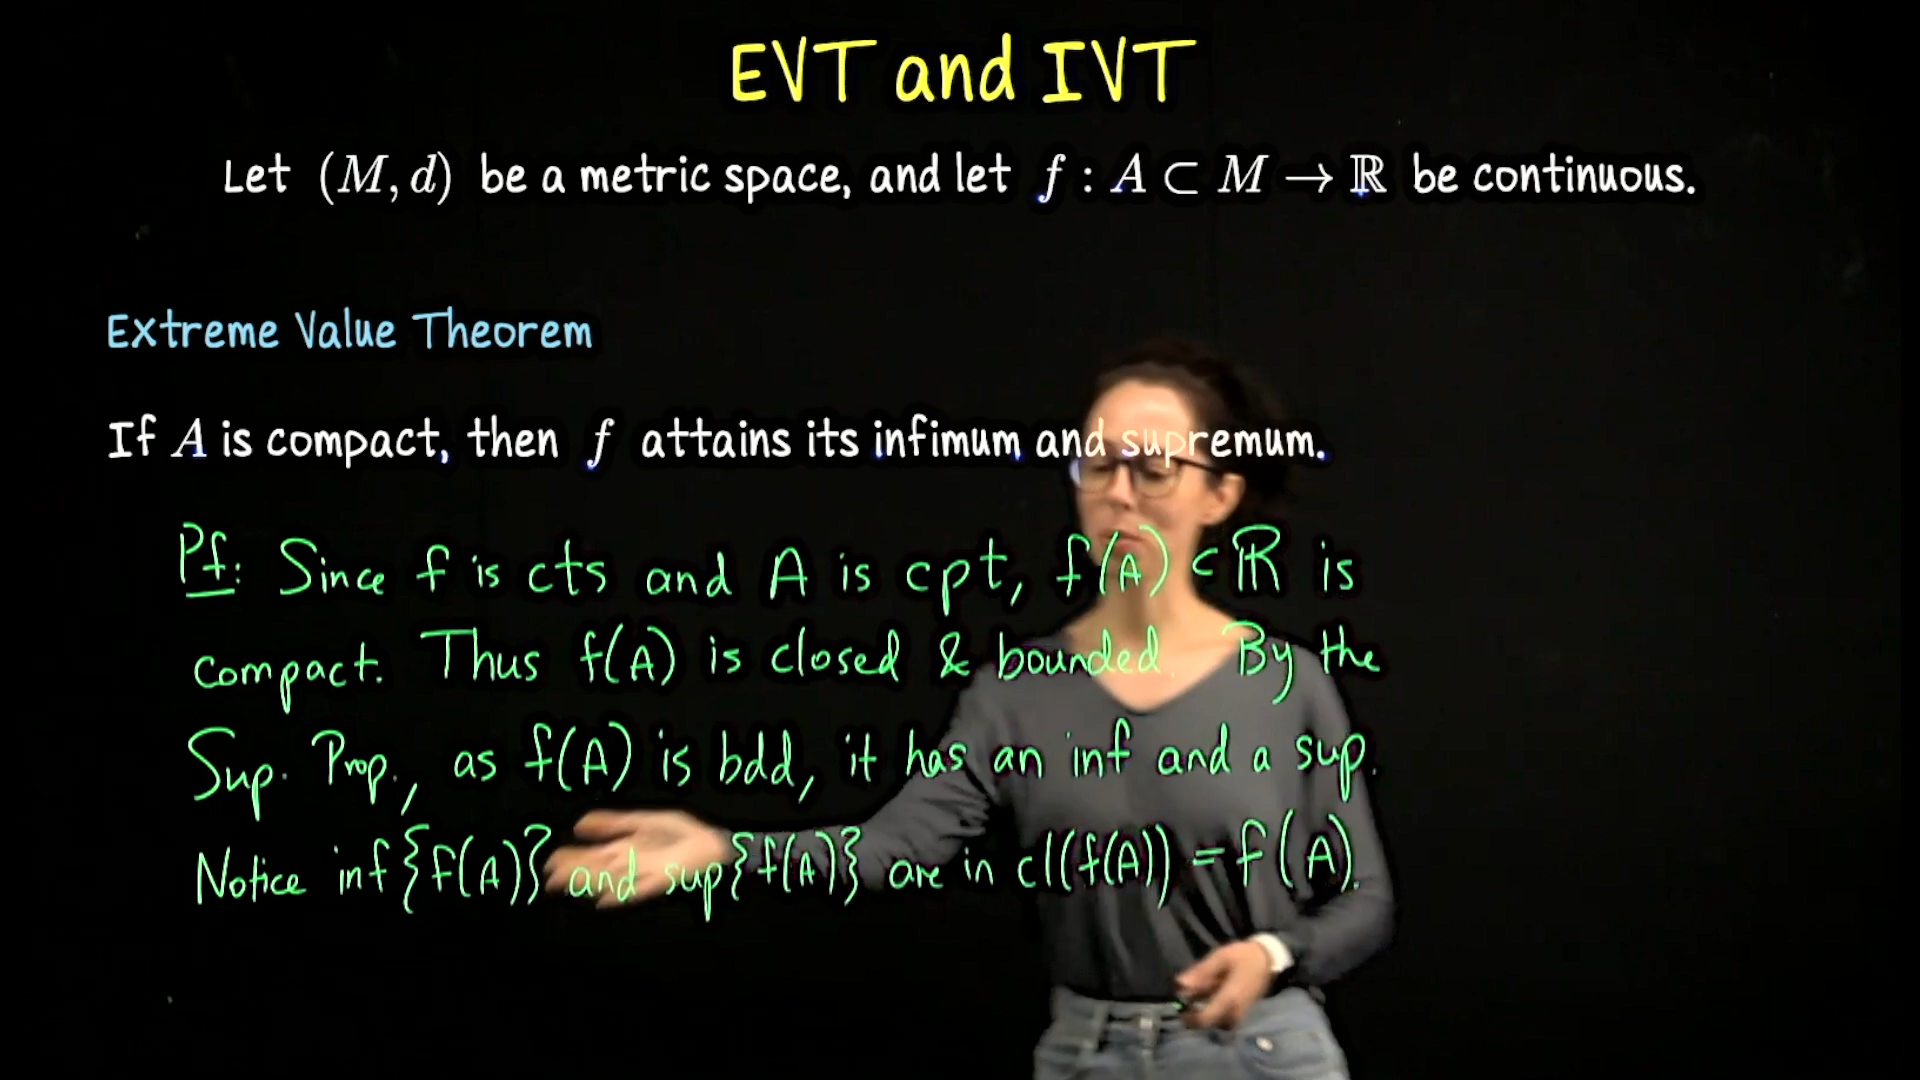 EVT and IVT
Let (M, d) be a metric space, and let f : A ⊂ M → ℝ be continuous.
Extreme Value Theorem
If A is compact, then f attains its infimum and supremum.
Pf: Since f is cts and A is cpt, f(A) ⊂ ℝ is
compact. Thus f(A) is closed & bounded. By the
Sup. Prop., as f(A) is bdd, it has an inf and a sup.
Notice inf{f(A)} and sup{f(A)} are in cl(f(A)) = f(A).